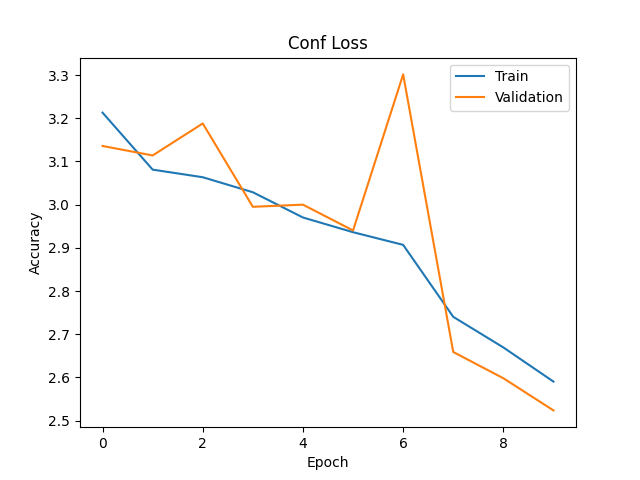 Conf Loss
3.3
3.2
3.1
3.0
2.9
2.8
2.7
2.6
2.5
Accuracy
0
2
4
6
8
Epoch
Train
Validation